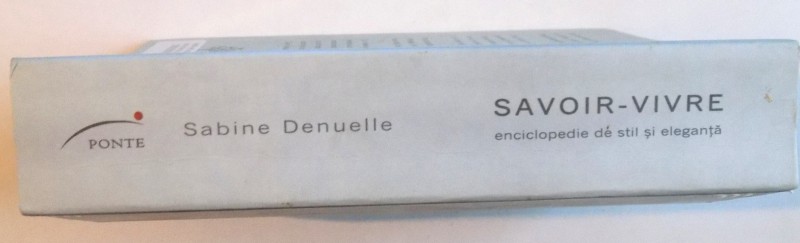 PONTE
Sabine Denuelle
SAVOIR-VIVRE
enciclopedie de stil și eleganță